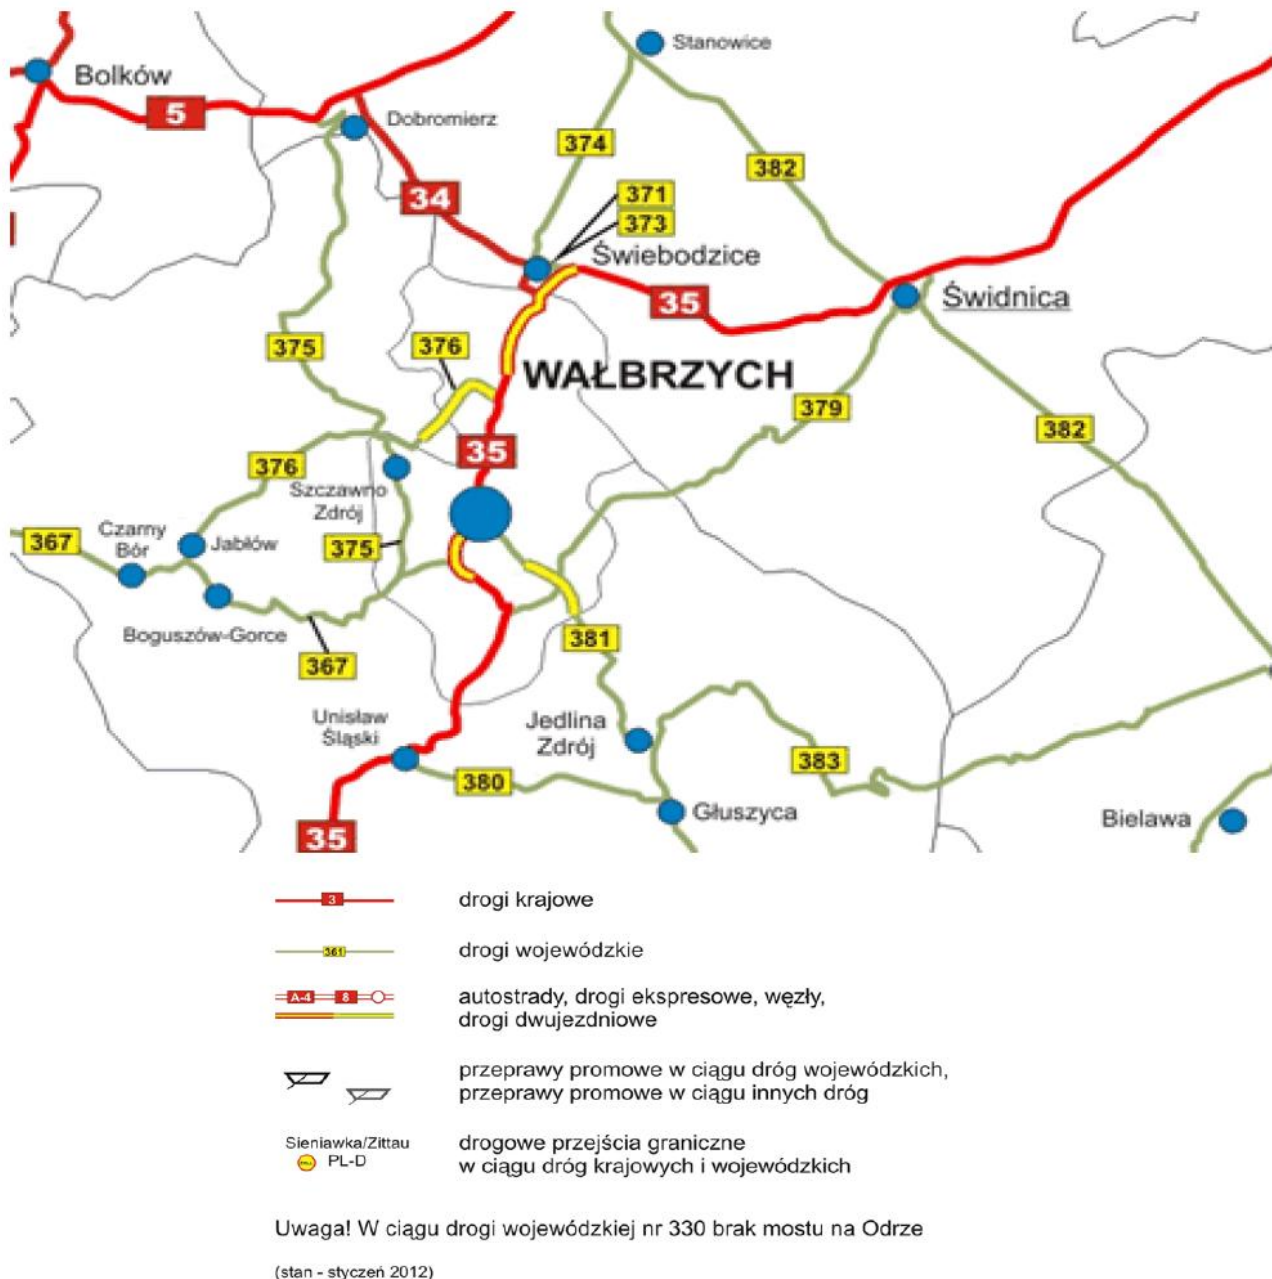 Stanowice
Bolków
5
Dobromierz
374
382
34
371
373
Świebodzice
35
Świdnica
375
376
WAŁBRZYCH
379
382
35
376
Szczawno
Zdrój
367
Czarny
Bór
Jabłów
375
Boguszów-Gorce
381
367
Unisław
Śląski
Jedlina
Zdrój
383
380
Głuszyca
Bielawa
35
3
drogi krajowe
361
drogi wojewódzkie
A-4 8
autostrady, drogi ekspresowe, węzły,
drogi dwujezdniowe
przeprawy promowe w ciągu dróg wojewódzkich,
przeprawy promowe w ciągu innych dróg
Sieniawka/Zittau
PL-D
drogowe przejścia graniczne
w ciągu dróg krajowych i wojewódzkich
Uwaga! W ciągu drogi wojewódzkiej nr 330 brak mostu na Odrze
(stan - styczeń 2012)